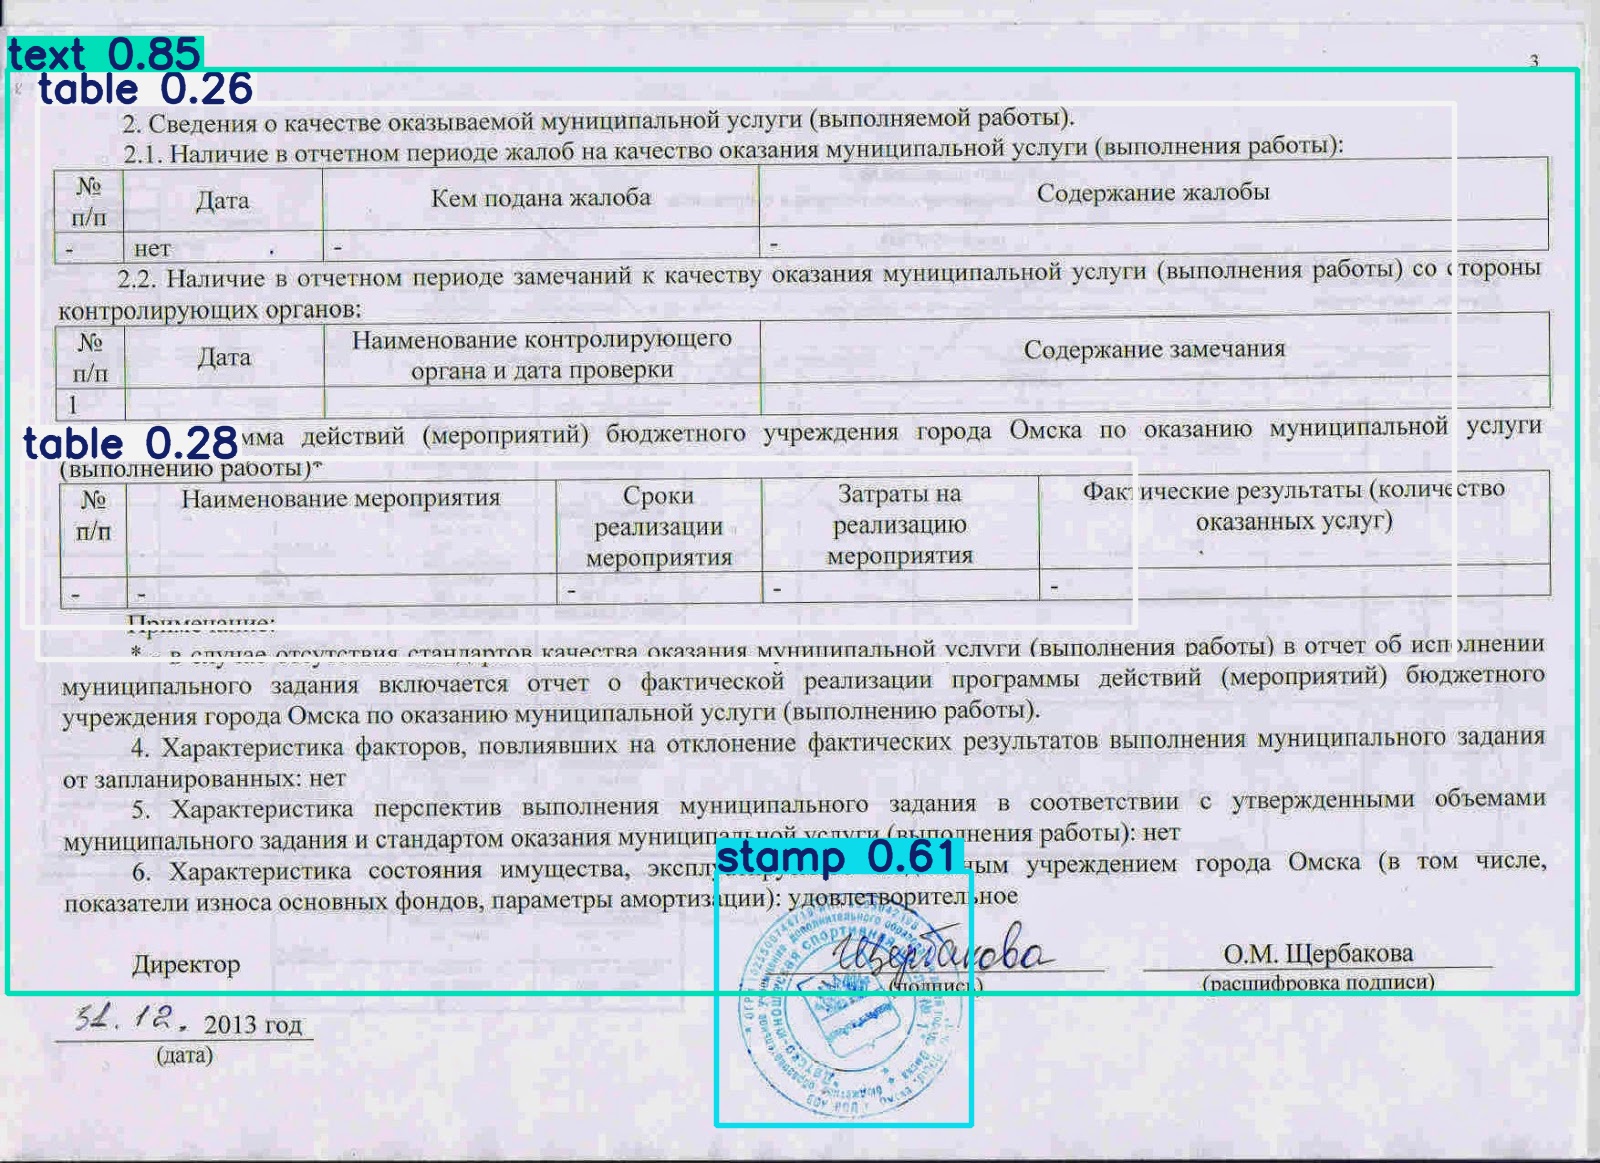 3
text 0.85
table 0.26
2. Сведения о качестве оказываемой муниципальной услуги (выполняемой работы).
2.1. Наличие в отчетном периоде жалоб на качество оказания муниципальной услуги (выполнения работы):
№ п/п Дата Кем подана жалоба Содержание жалобы
- нет - -
2.2. Наличие в отчетном периоде замечаний к качеству оказания муниципальной услуги (выполнения работы) со стороны
контролирующих органов:
№ п/п Дата Наименование контролирующего органа и дата проверки Содержание замечания
1
table 0.28
мма действий (мероприятий) бюджетного учреждения города Омска по оказанию муниципальной услуги
(выполнению работы)*
№ п/п Наименование мероприятия Сроки реализации мероприятия Затраты на реализацию мероприятия Фактические результаты (количество оказанных услуг)
- - - - -
Примечание:
* - в случае отсутствия стандартов качества оказания муниципальной услуги (выполнения работы) в отчет об исполнении
муниципального задания включается отчет о фактической реализации программы действий (мероприятий) бюджетного
учреждения города Омска по оказанию муниципальной услуги (выполнению работы).
4. Характеристика факторов, повлиявших на отклонение фактических результатов выполнения муниципального задания
от запланированных: нет
5. Характеристика перспектив выполнения муниципального задания в соответствии с утвержденными объемами
муниципального задания и стандартом оказания муниципальной услуги (выполнения работы): нет
stamp 0.61
6. Характеристика состояния имущества, ным учреждением города Омска (в том числе,
показатели износа основных фондов, параметры амортизации): удовлетворительное
Директор Щербакова О.М. Щербакова
(подпись) (расшифровка подписи)
31.12. 2013 год
(дата)